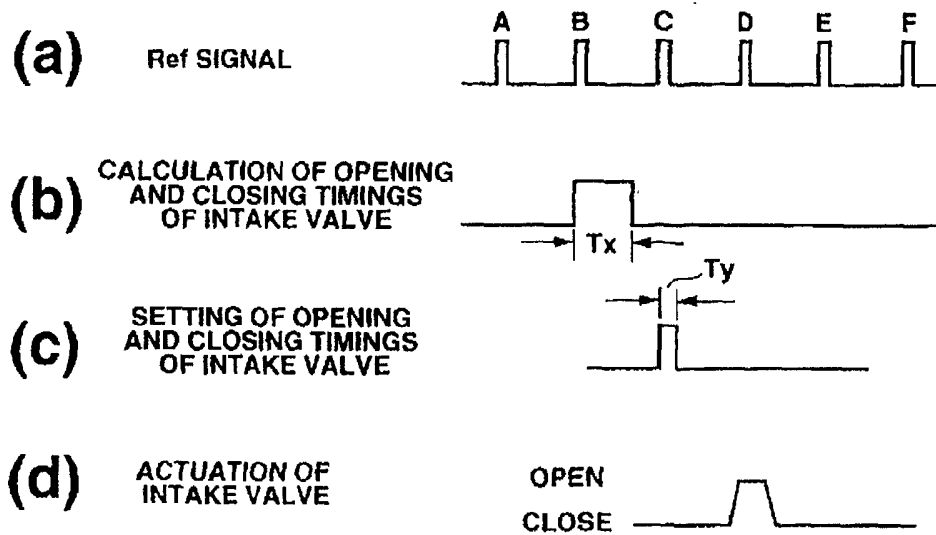 A B C D E F
(a) Ref SIGNAL
(b) CALCULATION OF OPENING
AND CLOSING TIMINGS
OF INTAKE VALVE
Tx
Ty
(c) SETTING OF OPENING
AND CLOSING TIMINGS
OF INTAKE VALVE
(d) ACTUATION OF
INTAKE VALVE
OPEN
CLOSE